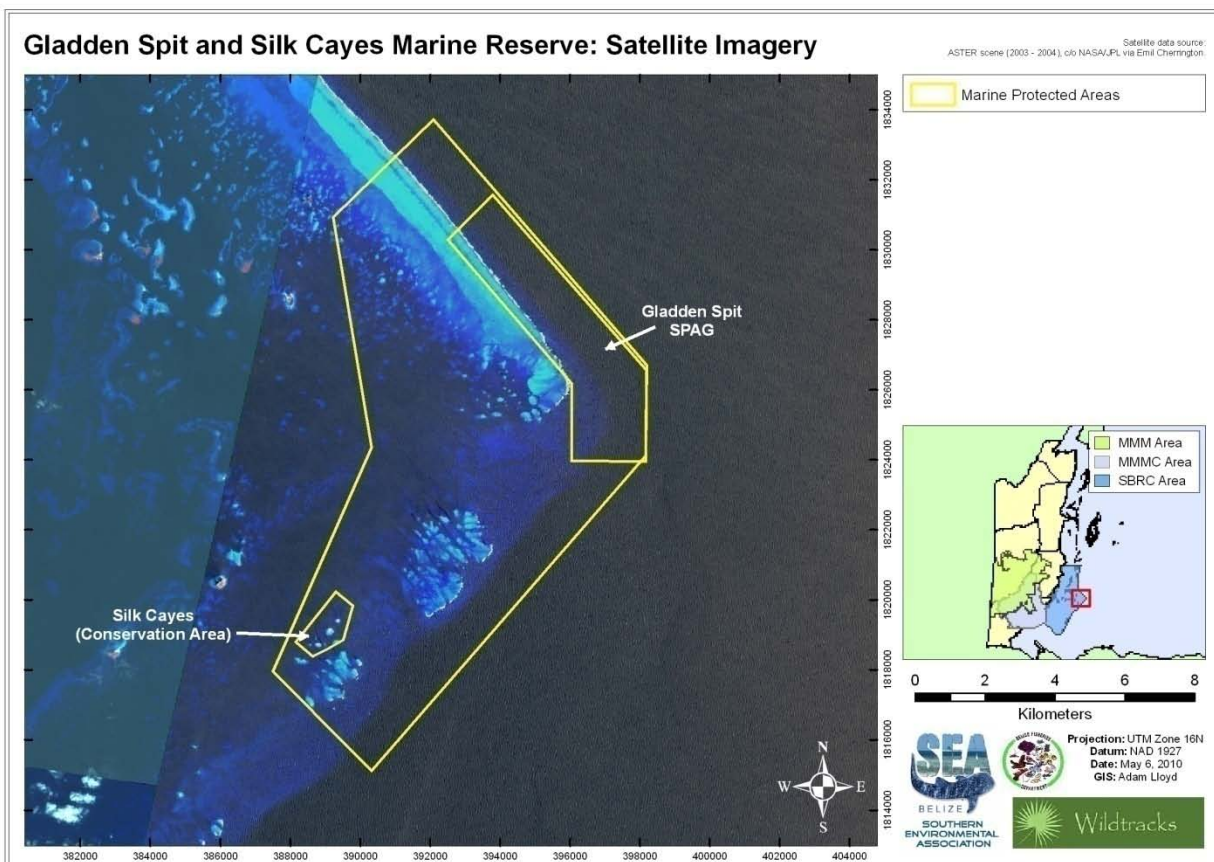 Gladden Spit and Silk Cayes Marine Reserve: Satellite Imagery
Satellite data source:
ASTER scene (2003 - 2004), c/o NASA/JPL via Emil Cherrington.
Marine Protected Areas
Gladden Spit
SPAG
Silk Cayes
(Conservation Area)
N
W E
S
1834000
1832000
1830000
1828000
1826000
1824000
1822000
1820000
1818000
1816000
1814000
382000 384000 386000 388000 390000 392000 394000 396000 398000 400000 402000 404000
MMM Area
MMMC Area
SBRC Area
0 2 4 6 8
Kilometers
SEA
BELIZE
SOUTHERN
ENVIRONMENTAL
ASSOCIATION
BELIZE FISHERIES
DEPARTMENT
Projection: UTM Zone 16N
Datum: NAD 1927
Date: May 6, 2010
GIS: Adam Lloyd
Wildtracks